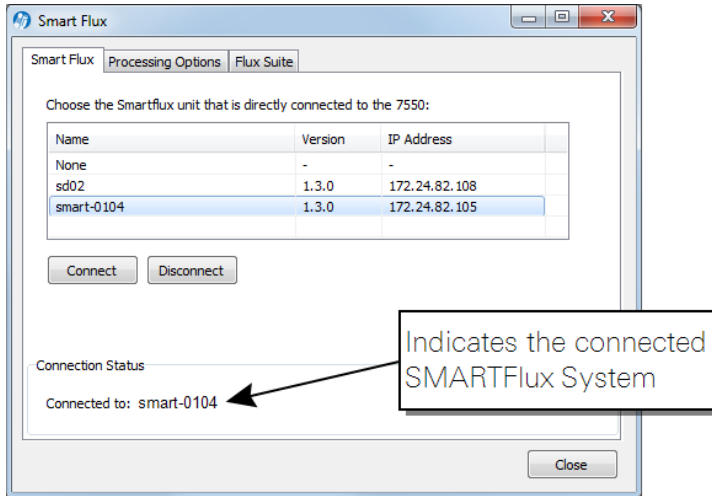 Smart Flux
Smart Flux Processing Options Flux Suite
Choose the Smartflux unit that is directly connected to the 7550:
Name Version IP Address
None - -
sd02 1.3.0 172.24.82.108
smart-0104 1.3.0 172.24.82.105
Connect Disconnect
Indicates the connected
SMARTFlux System
Connection Status
Connected to: smart-0104
Close